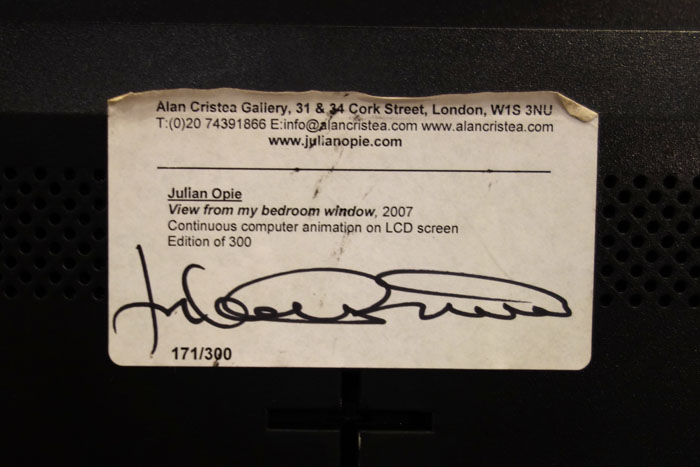 Alan Cristea Gallery, 31 & 34 Cork Street, London, W1S 3NU
T:(0)20 74391866 E:info@alancristea.com www.alancristea.com
www.julianopie.com
Julian Opie
View from my bedroom window, 2007
Continuous computer animation on LCD screen
Edition of 300
171/300